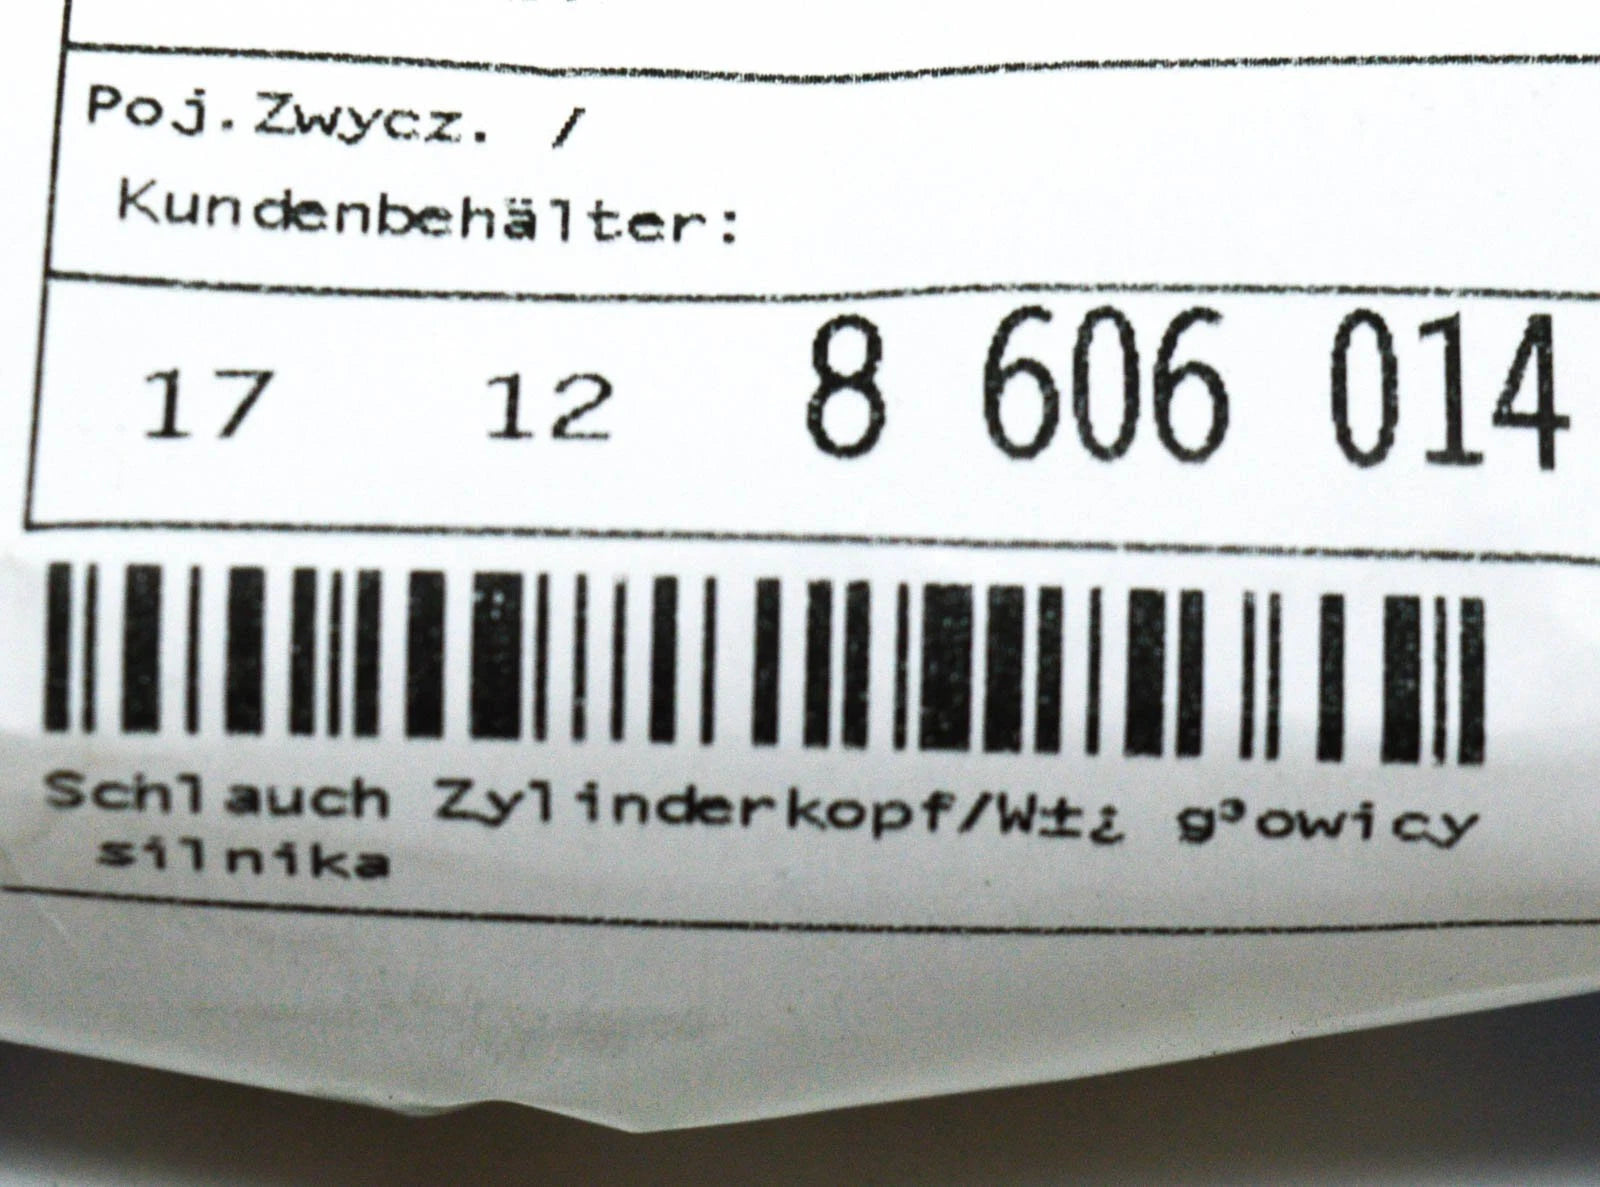 Poj.Zwycz. /
Kundenbehälter:
17 12 8 606 014
Schlauch Zylinderkopf/W±¿ g³owicy
silnika